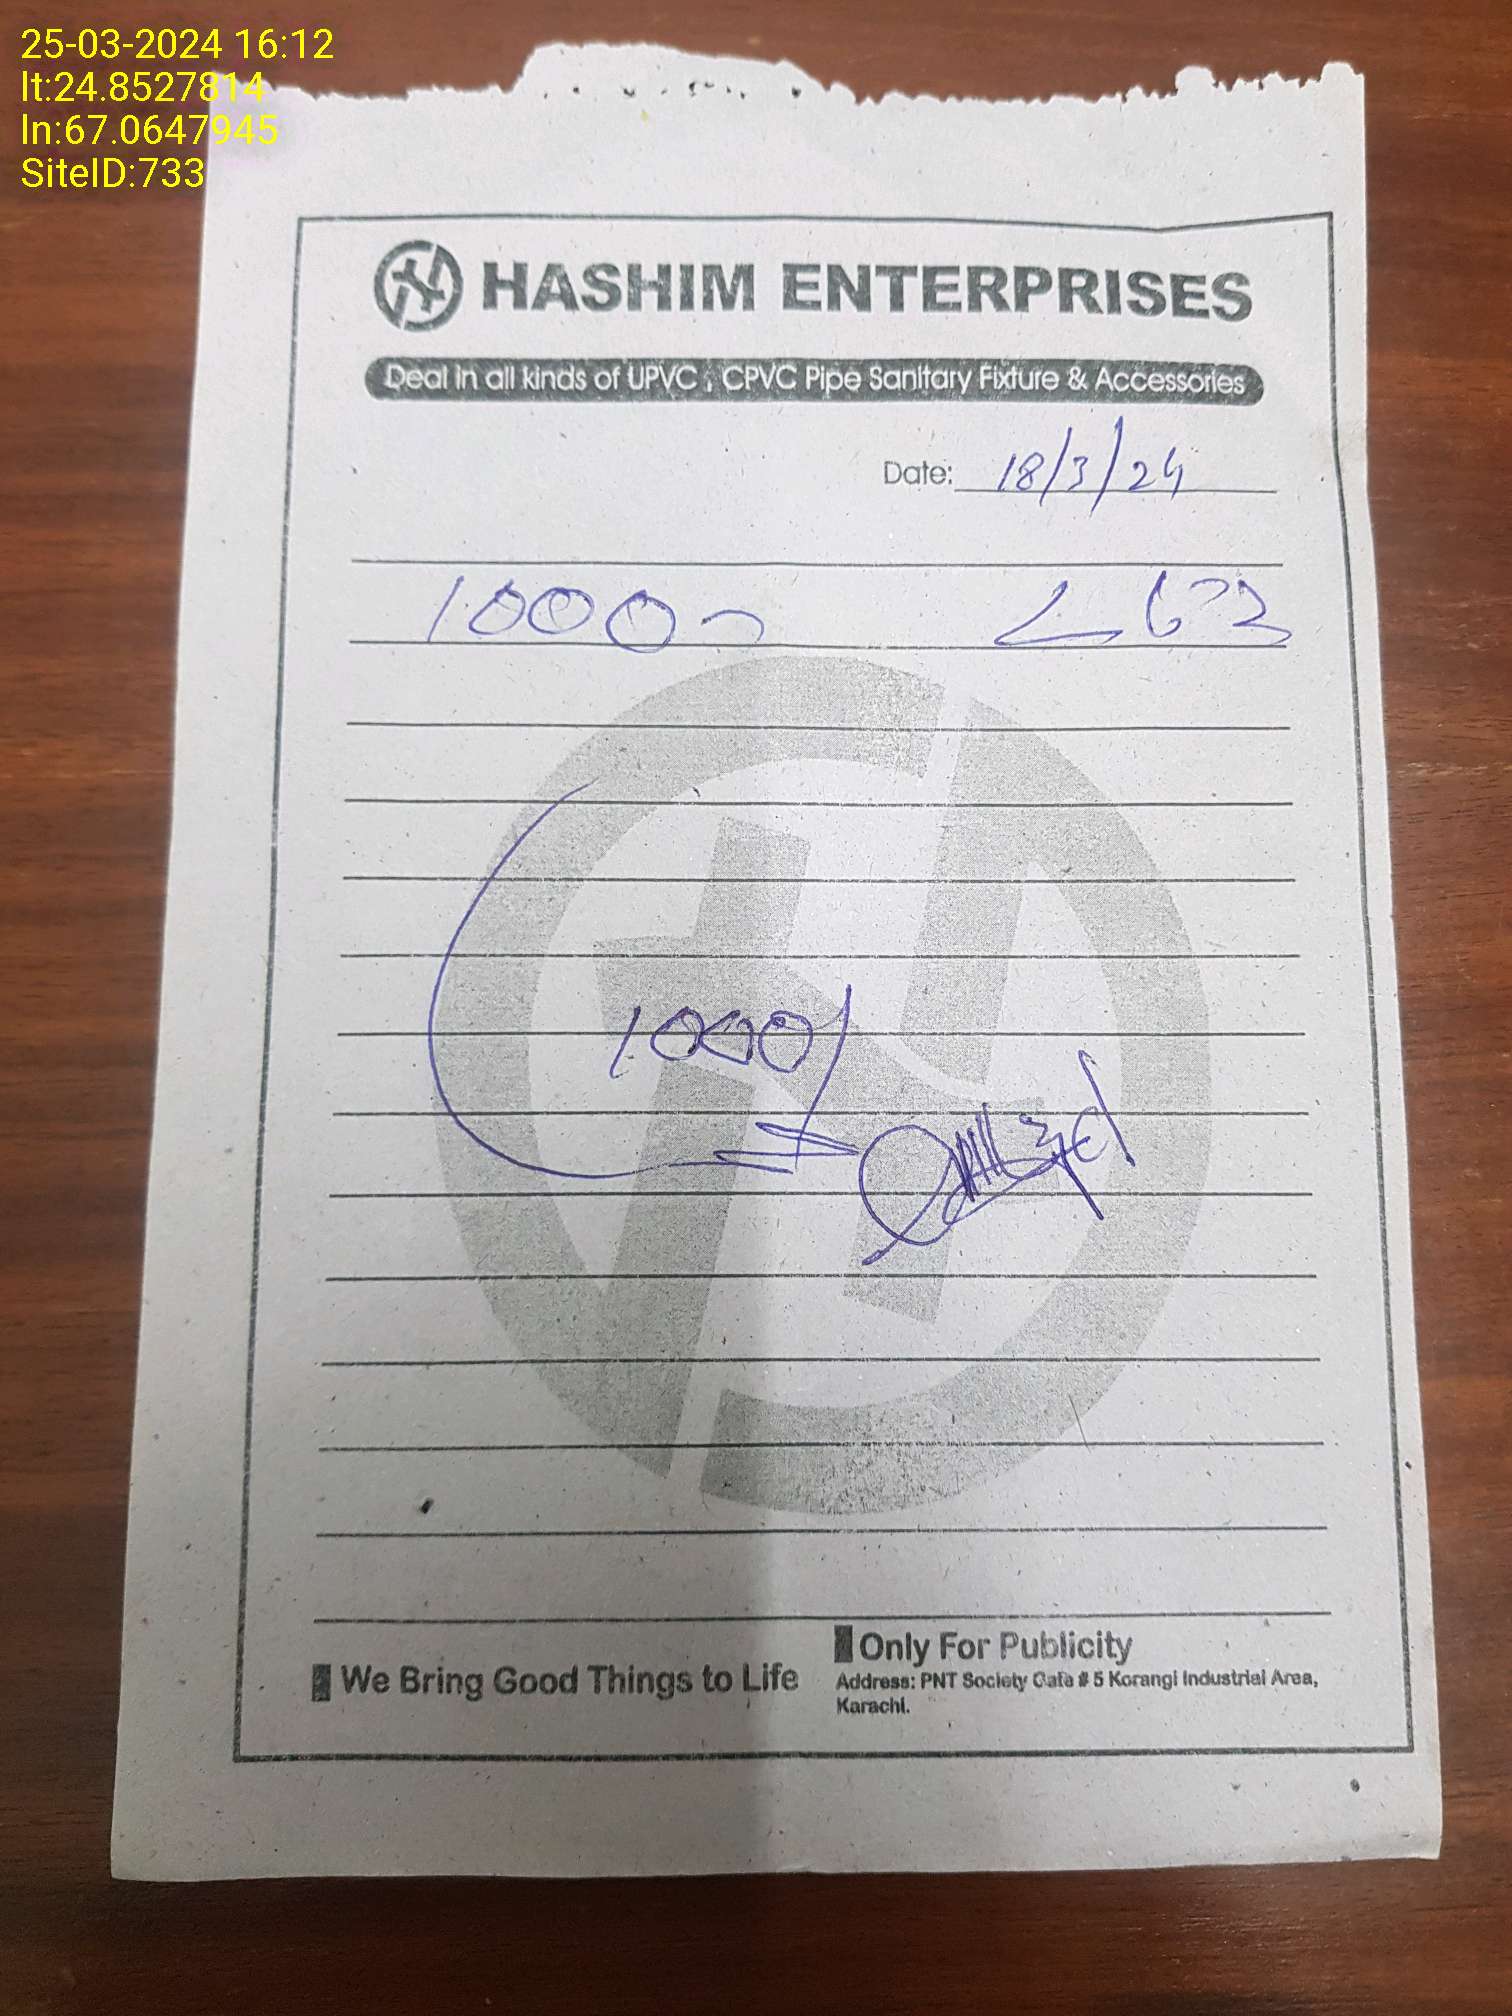 25-03-2024 16:12
lt:24.8527814
ln:67.0647945
SiteID:733
HASHIM ENTERPRISES
Deal in all kinds of UPVC , CPVC Pipe Sanitary Fixture & Accessories
Date: 18/3/24
1000
1000/
Only For Publicity
We Bring Good Things to Life
Address: PNT Society Gate # 5 Korangi Industrial Area,
Karachi.